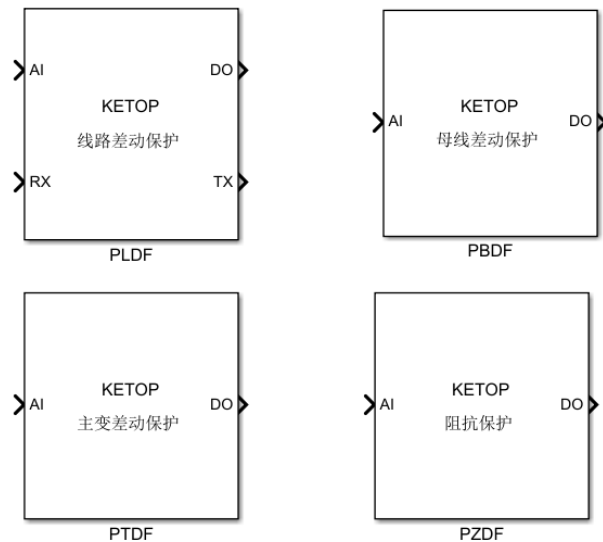 AI DO
KETOP
线路差动保护
RX TX
PLDF
KETOP
AI DO
母线差动保护
PBDF
KETOP
AI DO
主变差动保护
PTDF
KETOP
AI DO
阻抗保护
PZDF